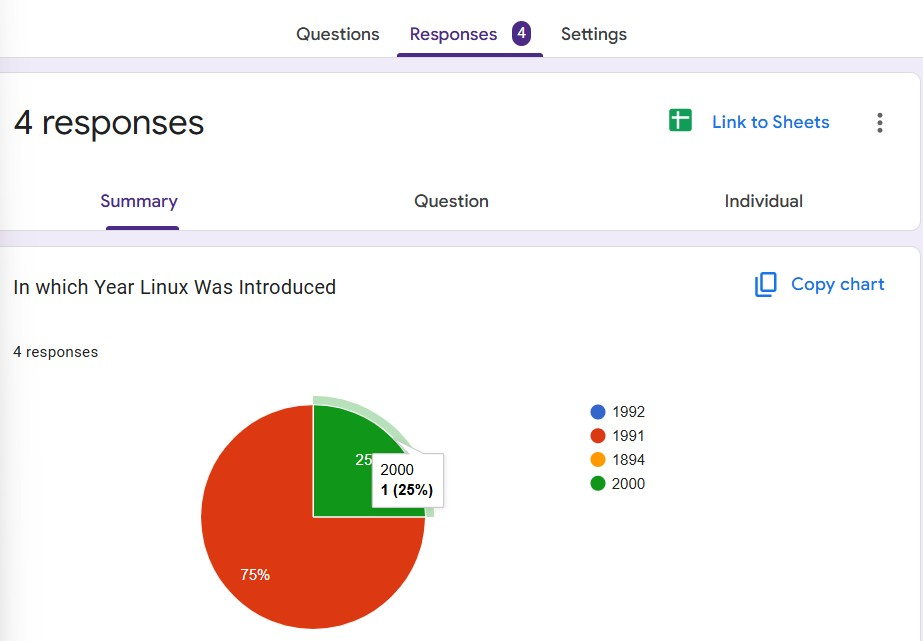 Questions Responses 4 Settings
4 responses
Link to Sheets
Summary Question Individual
In which Year Linux Was Introduced
Copy chart
4 responses
1992
1991
1894
2000
25
2000
1 (25%)
75%